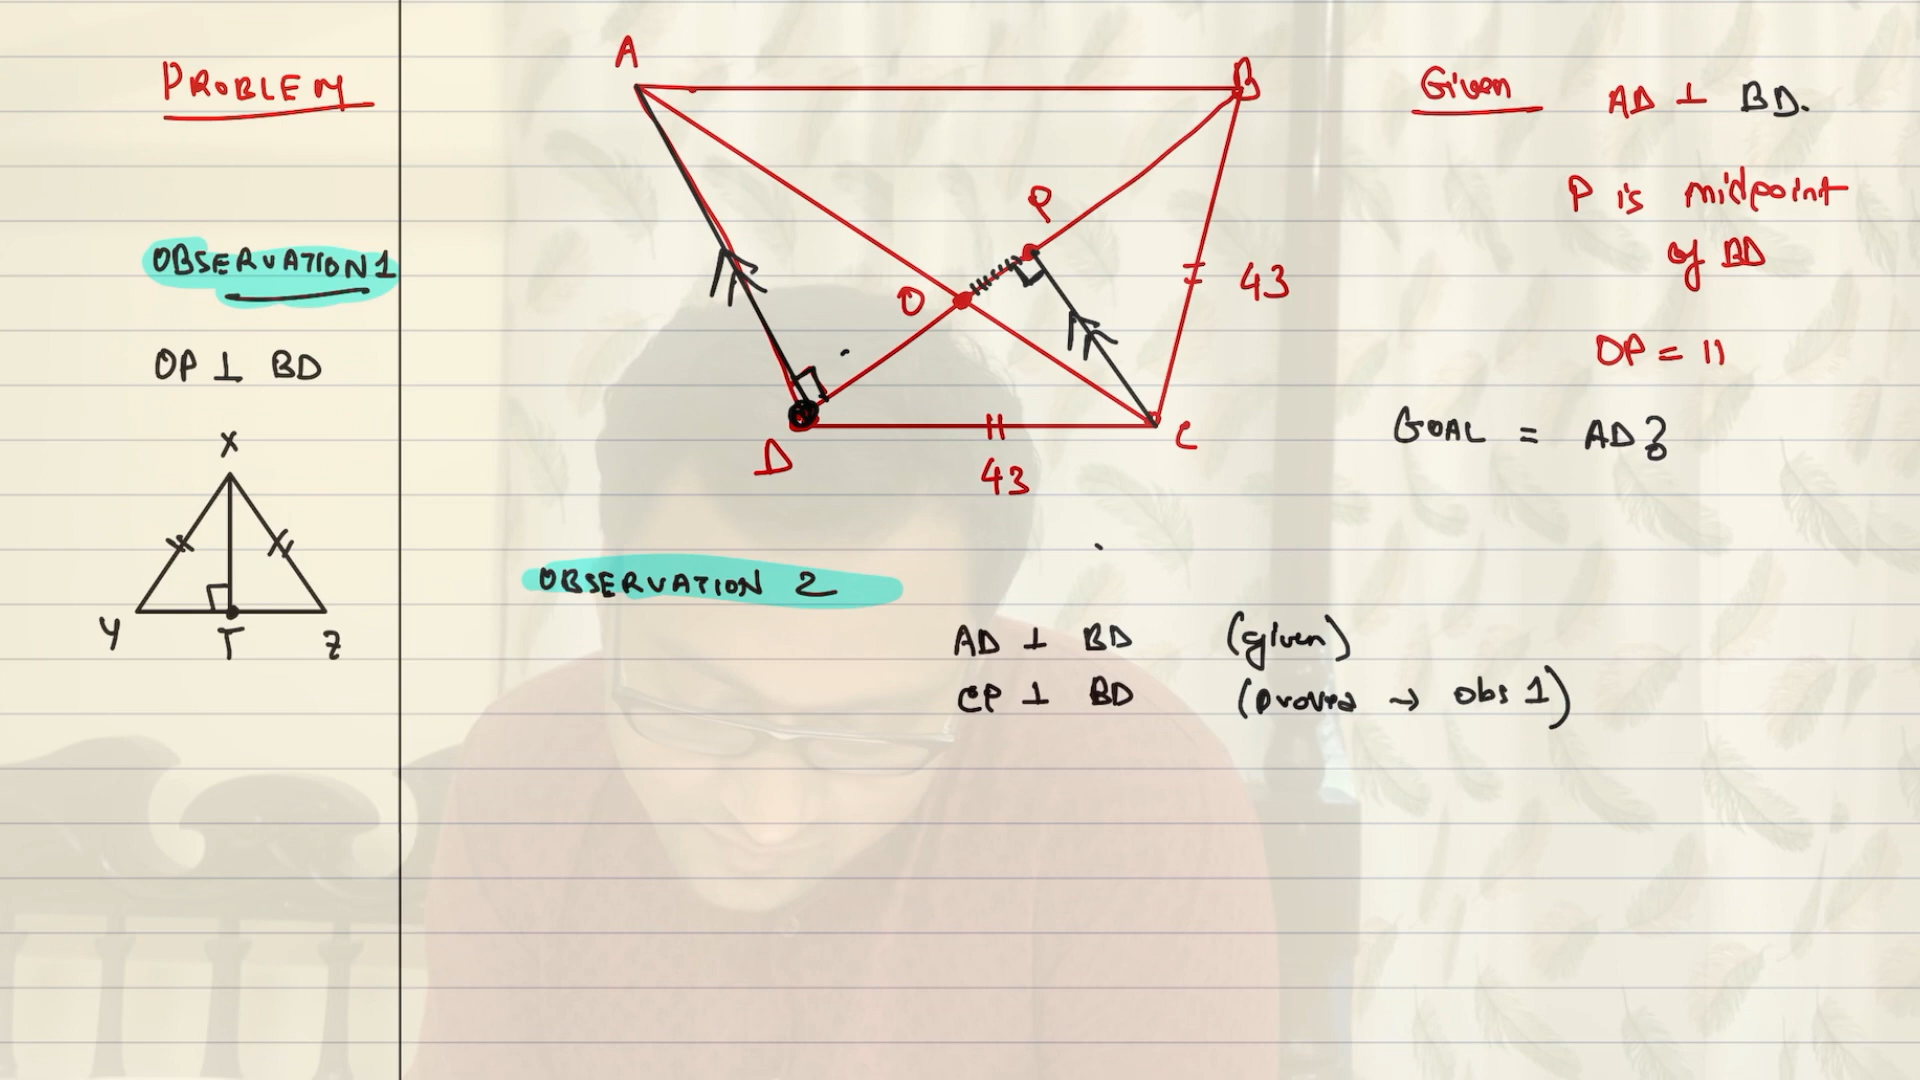 PROBLEM
OBSERVATION 1
OP ⊥ BD
X
Y T Z
A
B
P
O
43
D
C
43
Given AD ⊥ BD.
P is midpoint
of BD
OP = 11
GOAL = AD?
OBSERVATION 2
AD ⊥ BD (given)
CP ⊥ BD (proved → obs 1)